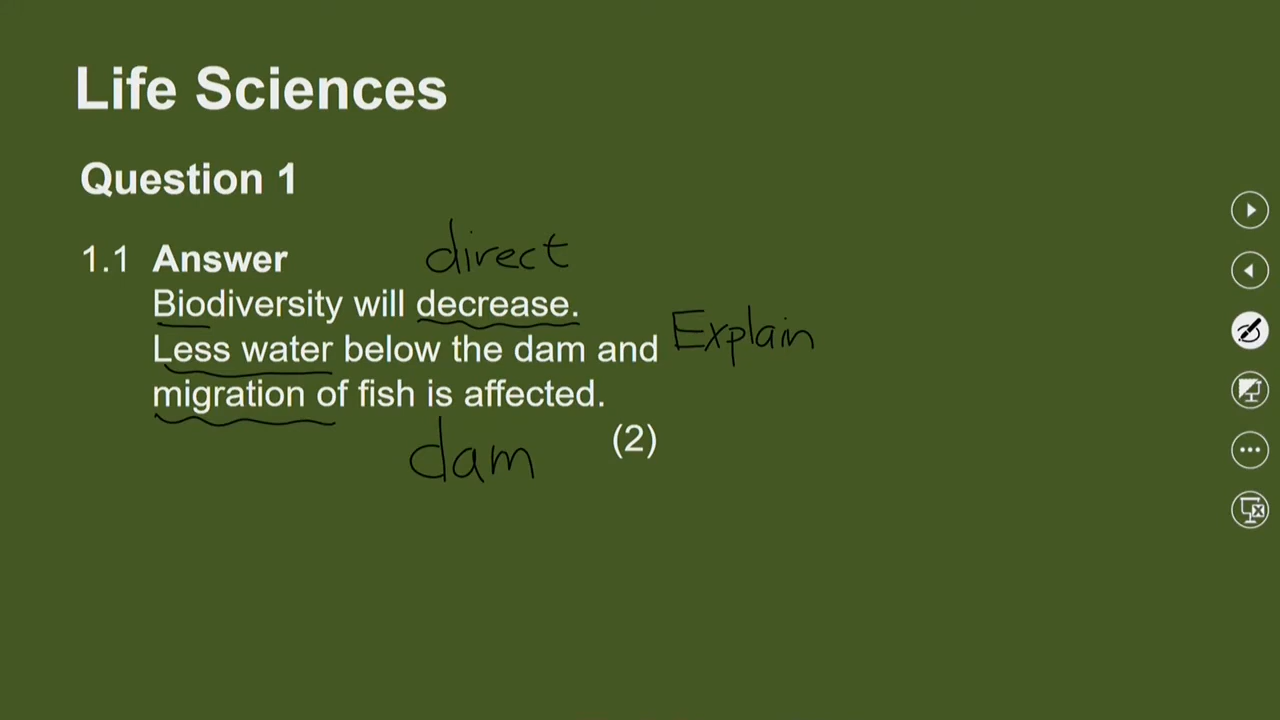 Life Sciences
Question 1
direct
1.1 Answer
Biodiversity will decrease.
Less water below the dam and Explain
migration of fish is affected.
(2)
dam